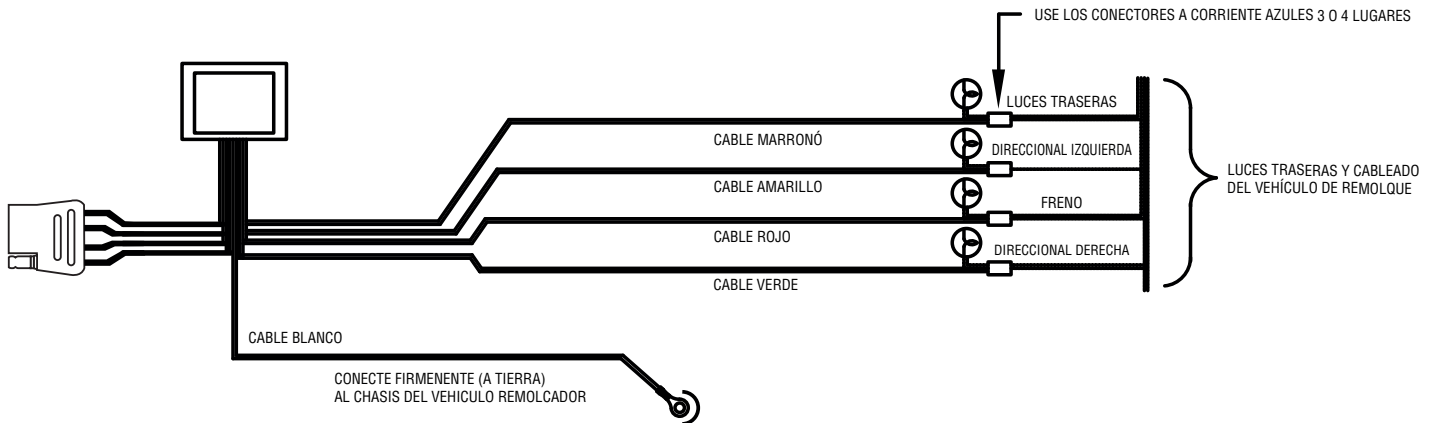 USE LOS CONECTORES A CORRIENTE AZULES 3 O 4 LUGARES
LUCES TRASERAS
CABLE MARRONÓ
DIRECCIONAL IZQUIERDA
CABLE AMARILLO
LUCES TRASERAS Y CABLEADO
DEL VEHÍCULO DE REMOLQUE
FRENO
CABLE ROJO
DIRECCIONAL DERECHA
CABLE VERDE
CABLE BLANCO
CONECTE FIRMENENTE (A TIERRA)
AL CHASIS DEL VEHICULO REMOLCADOR